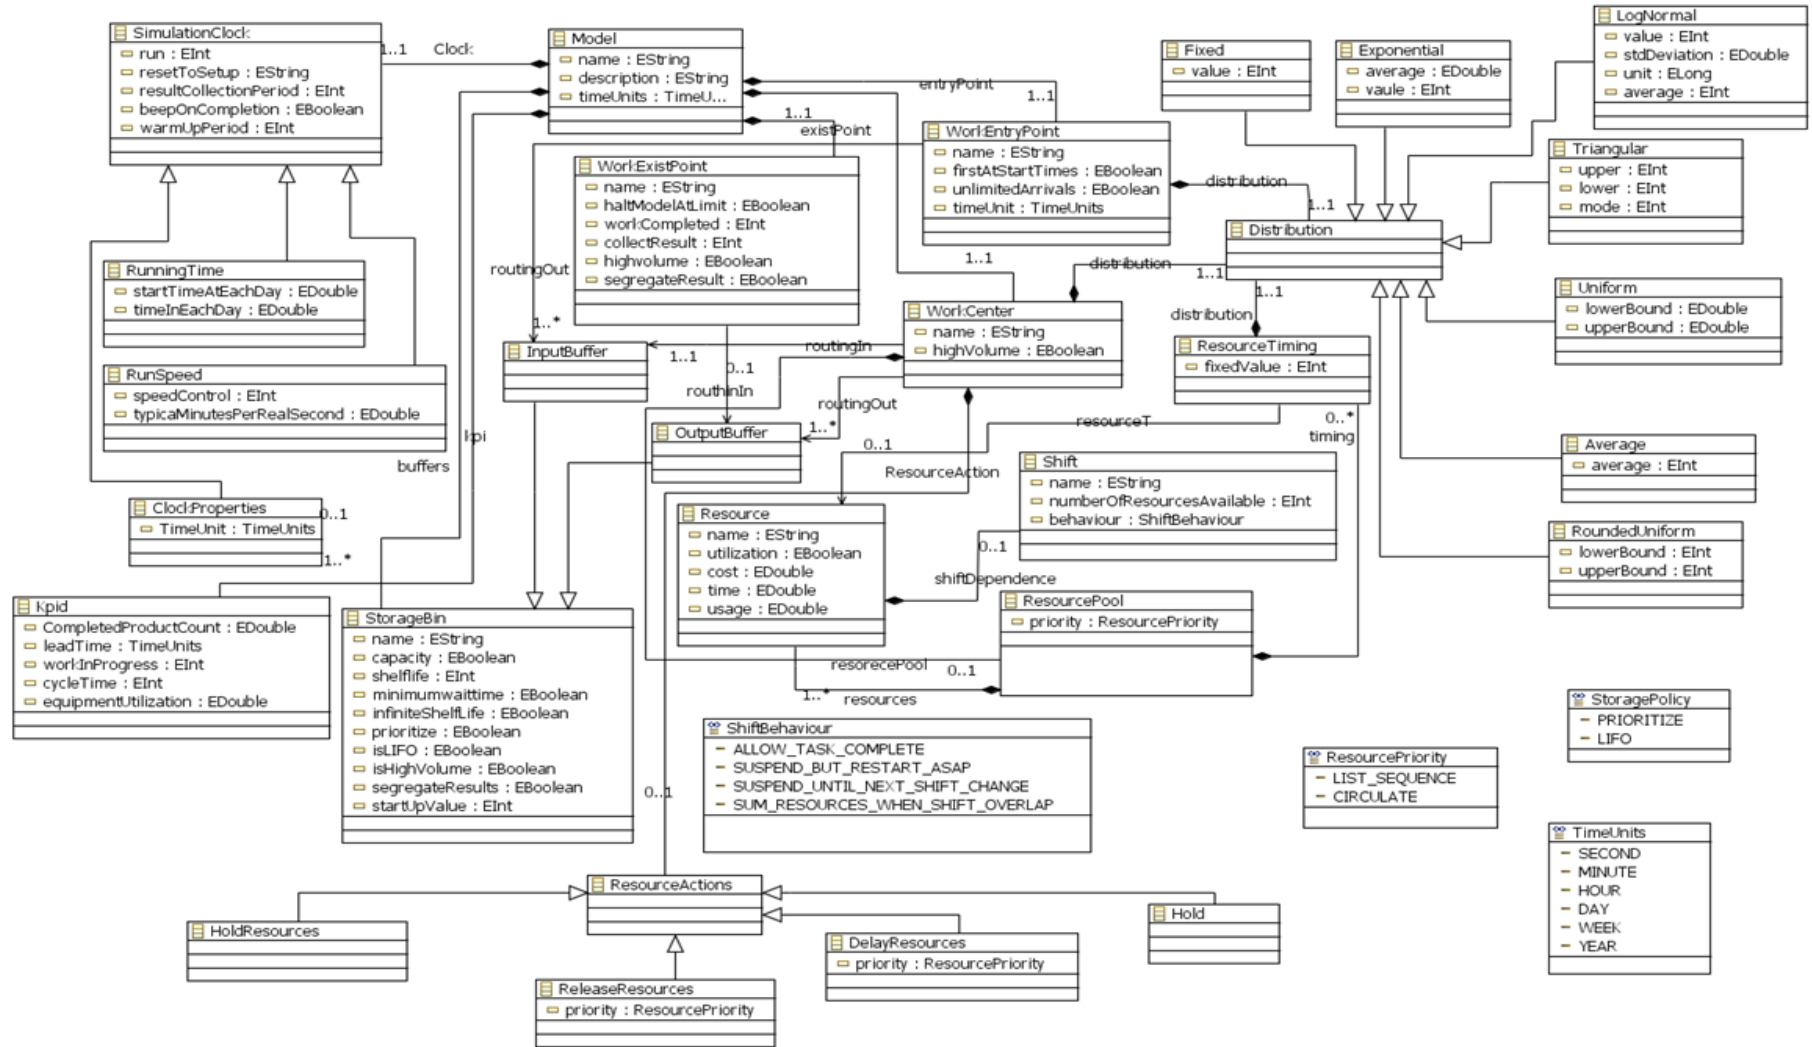 SimulationClock
run : EInt
resetToSetup : EString
resultCollectionPeriod : EInt
beepOnCompletion : EBoolean
warmUpPeriod : EInt
1..1
Clock
Model
name : EString
description : EString
timeUnits : TimeU...
entryPoint
1..1
1..1
existPoint
Fixed
value : EInt
Exponential
average : EDouble
vaule : EInt
LogNormal
value : EInt
stdDeviation : EDouble
unit : ELong
average : EInt
WorkEntryPoint
name : EString
firstAtStartTimes : EBoolean
unlimitedArrivals : EBoolean
timeUnit : TimeUnits
distribution
1..1
Triangular
upper : EInt
lower : EInt
mode : EInt
WorkExistPoint
name : EString
haltModelAtLimit : EBoolean
workCompleted : EInt
collectResult : EInt
highvolume : EBoolean
segregateResult : EBoolean
Distribution
RunningTime
startTimeAtEachDay : EDouble
timeInEachDay : EDouble
routingOut
1..*
1..1
distribution
1..1
1..1
distribution
Uniform
lowerBound : EDouble
upperBound : EDouble
WorkCenter
name : EString
highVolume : EBoolean
InputBuffer
routingIn
1..1
0..1
routhinIn
ResourceTiming
fixedValue : EInt
RunSpeed
speedControl : EInt
typicaMinutesPerRealSecond : EDouble
routingOut
1..*
OutputBuffer
resourceT
0..1
0..*
timing
kpi
buffers
ResourceAction
Average
average : EInt
Shift
name : EString
numberOfResourcesAvailable : EInt
behaviour : ShiftBehaviour
ClockProperties
TimeUnit : TimeUnits
0..1
1..*
Resource
name : EString
utilization : EBoolean
cost : EDouble
time : EDouble
usage : EDouble
0..1
shiftDependence
RoundedUniform
lowerBound : EInt
upperBound : EInt
Kpid
CompletedProductCount : EDouble
leadTime : TimeUnits
workInProgress : EInt
cycleTime : EInt
equipmentUtilization : EDouble
StorageBin
name : EString
capacity : EBoolean
shelflife : EInt
minimumwaittime : EBoolean
infiniteShelfLife : EBoolean
prioritize : EBoolean
isLIFO : EBoolean
isHighVolume : EBoolean
segregateResults : EBoolean
startUpValue : EInt
ResourcePool
priority : ResourcePriority
resorecePool
0..1
1..*
resources
StoragePolicy
PRIORITIZE
LIFO
ShiftBehaviour
ALLOW_TASK_COMPLETE
SUSPEND_BUT_RESTART_ASAP
SUSPEND_UNTIL_NEXT_SHIFT_CHANGE
SUM_RESOURCES_WHEN_SHIFT_OVERLAP
ResourcePriority
LIST_SEQUENCE
CIRCULATE
0..1
TimeUnits
SECOND
MINUTE
HOUR
DAY
WEEK
YEAR
ResourceActions
HoldResources
Hold
DelayResources
priority : ResourcePriority
ReleaseResources
priority : ResourcePriority